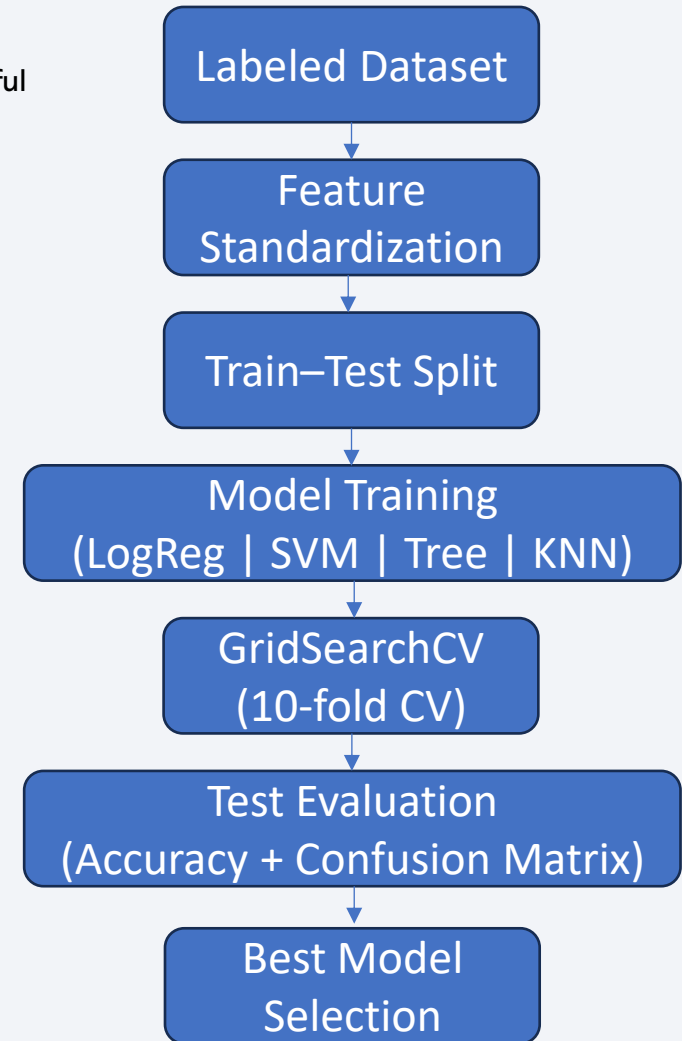 Labeled Dataset
Feature
Standardization
Train–Test Split
Model Training
(LogReg | SVM | Tree | KNN)
GridSearchCV
(10-fold CV)
Test Evaluation
(Accuracy + Confusion Matrix)
Best Model
Selection